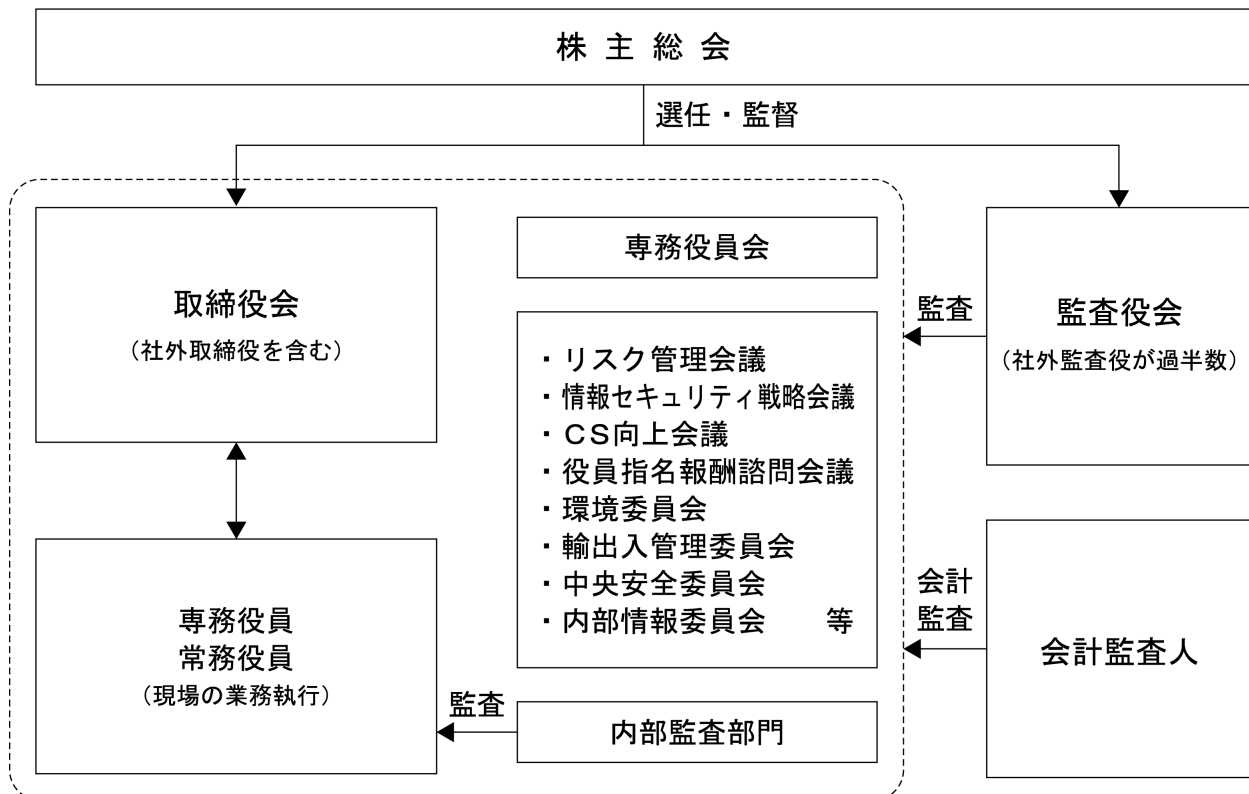 株主総会
選任・監督
取締役会
（社外取締役を含む）
専務役員会
・リスク管理会議
・情報セキュリティ戦略会議
・ＣＳ向上会議
・役員指名報酬諮問会議
・環境委員会
・輸出入管理委員会
・中央安全委員会
・内部情報委員会　　等
監査
監査役会
（社外監査役が過半数）
専務役員
常務役員
（現場の業務執行）
監査
内部監査部門
会計
監査
会計監査人